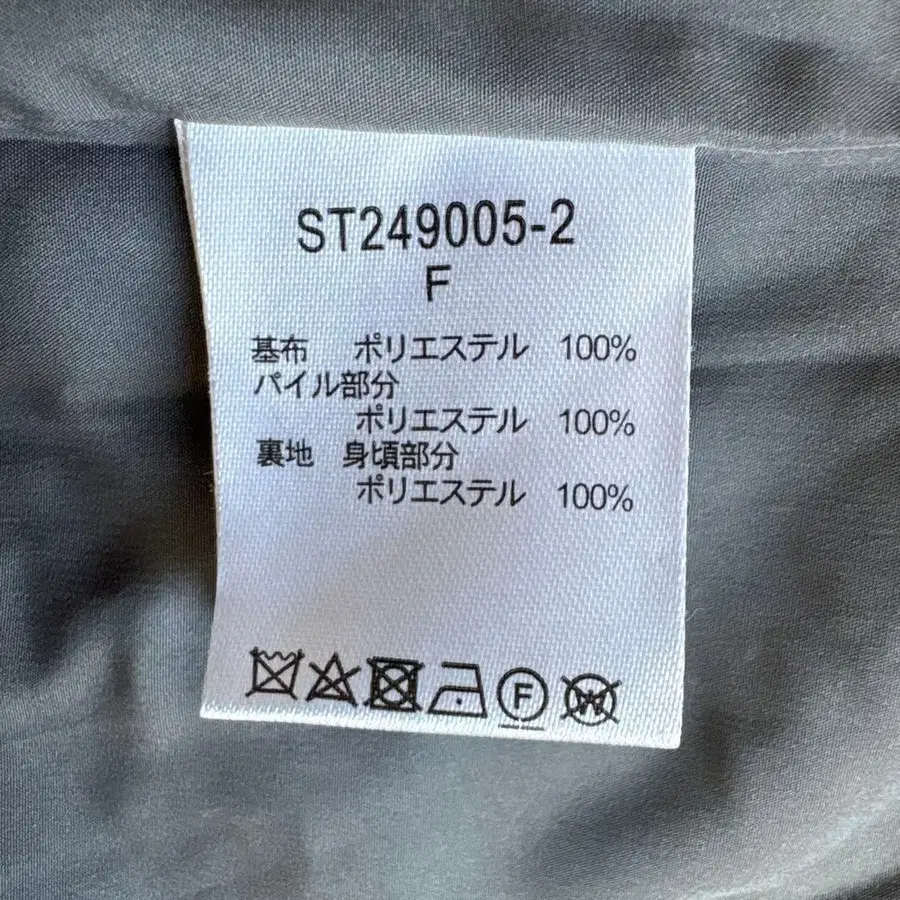 ST249005-2
F
基布 ポリエステル 100%
パイル部分
ポリエステル 100%
裏地 身頃部分
ポリエステル 100%
F W